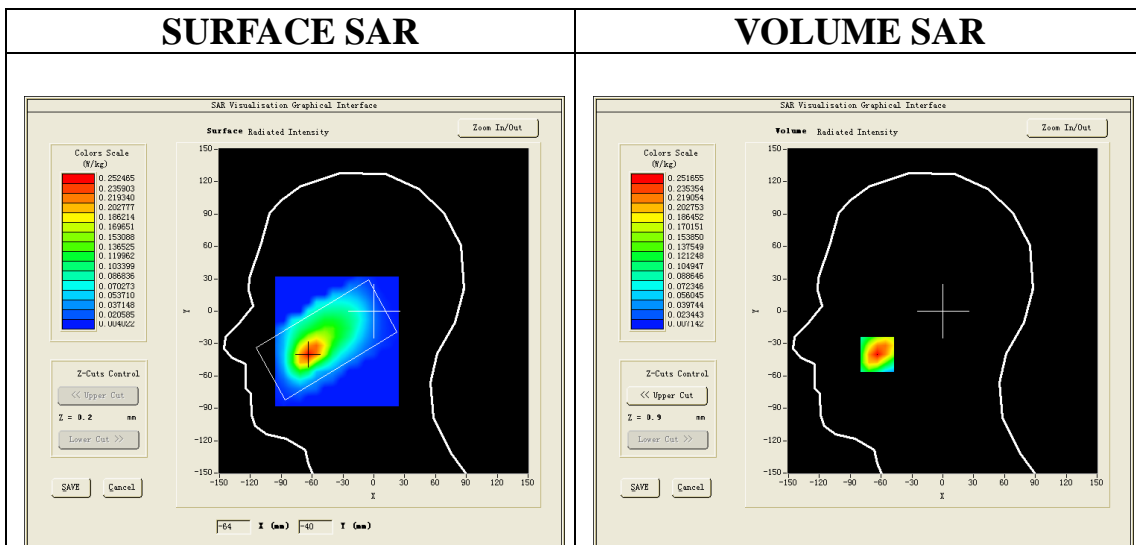 SURFACE SAR
VOLUME SAR
SAR Visualisation Graphical Interface
Surface Radiated Intensity
Zoom In/Out
Colors Scale
(W/kg)
0.252465
0.235903
0.219340
0.202777
0.186214
0.169651
0.153088
0.136525
0.119962
0.103399
0.086836
0.070273
0.053710
0.037148
0.020585
0.004022
150
120
90
60
30
0
-30
-60
-90
-120
-150
Y
-150 -120 -90 -60 -30 0 30 60 90 120 150
X
Z-Cuts Control
<< Upper Cut
Z = 0.2 mm
Lower Cut >>
SAVE
Cancel
-64 X (mm) -40 Y (mm)
SAR Visualisation Graphical Interface
Volume Radiated Intensity
Zoom In/Out
Colors Scale
(W/kg)
0.251655
0.235354
0.219054
0.202753
0.186452
0.170151
0.153850
0.137549
0.121248
0.104947
0.088646
0.072346
0.056045
0.039744
0.023443
0.007142
150
120
90
60
30
0
-30
-60
-90
-120
-150
Y
-150 -120 -90 -60 -30 0 30 60 90 120 150
X
Z-Cuts Control
<< Upper Cut
Z = 0.9 mm
Lower Cut >>
SAVE
Cancel